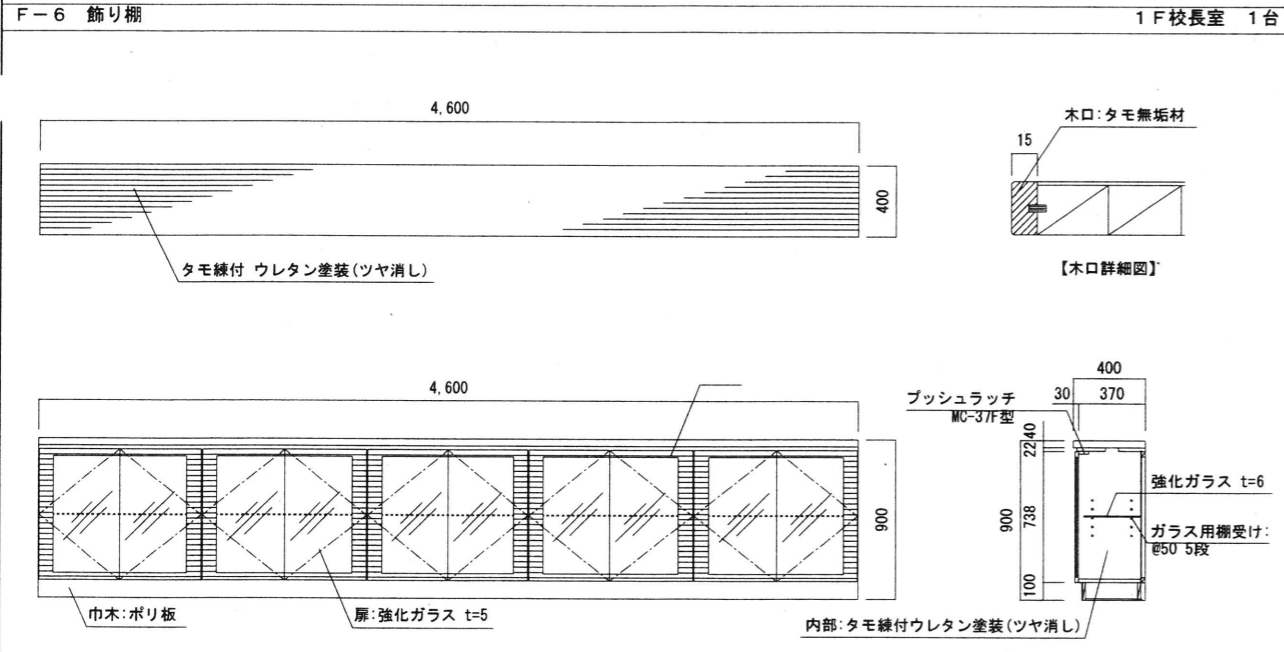 F-6 飾り棚
1F校長室 1台
4,600
400
タモ練付 ウレタン塗装(ツヤ消し)
木口:タモ無垢材
15
【木口詳細図】
4,600
900
巾木:ポリ板
扉:強化ガラス t=5
400
30 370
プッシュラッチ
MC-37F型
40
22
900
738
100
強化ガラス t=6
ガラス用棚受け:
@50 5段
内部:タモ練付ウレタン塗装(ツヤ消し)